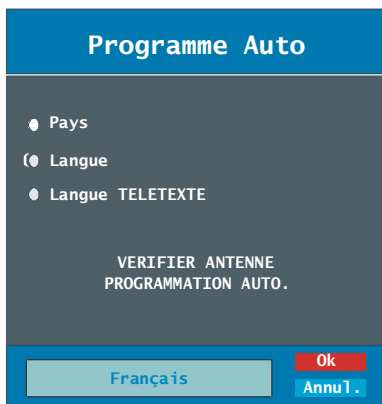 Programme Auto
Pays
Langue
Langue TELETEXTE
VERIFIER ANTENNE
PROGRAMMATION AUTO.
Français
Ok
Annul.